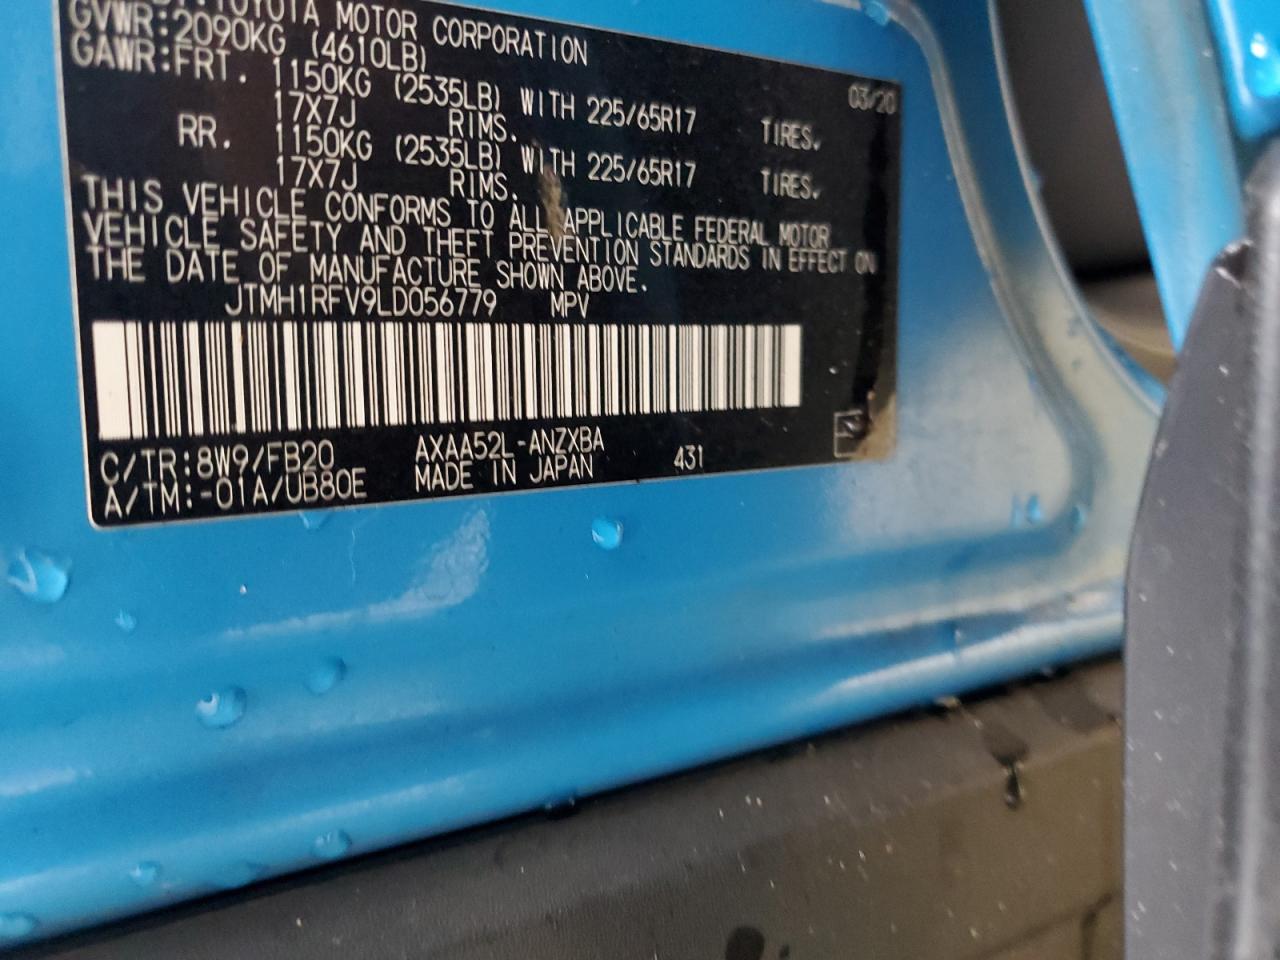 TOYOTA MOTOR CORPORATION
GVWR:2090KG (4610LB)
03/20
GAWR:FRT. 1150KG (2535LB) WITH 225/65R17 TIRES.
17X7J RIMS.
RR. 1150KG (2535LB) WITH 225/65R17 TIRES.
17X7J RIMS.
THIS VEHICLE CONFORMS TO ALL APPLICABLE FEDERAL MOTOR
VEHICLE SAFETY AND THEFT PREVENTION STANDARDS IN EFFECT ON
THE DATE OF MANUFACTURE SHOWN ABOVE.
JTMH1RFV9LD056779 MPV
C/TR:8W9/FB20 AXAA52L-ANZXBA
A/TM:-01A/UB80E MADE IN JAPAN 431